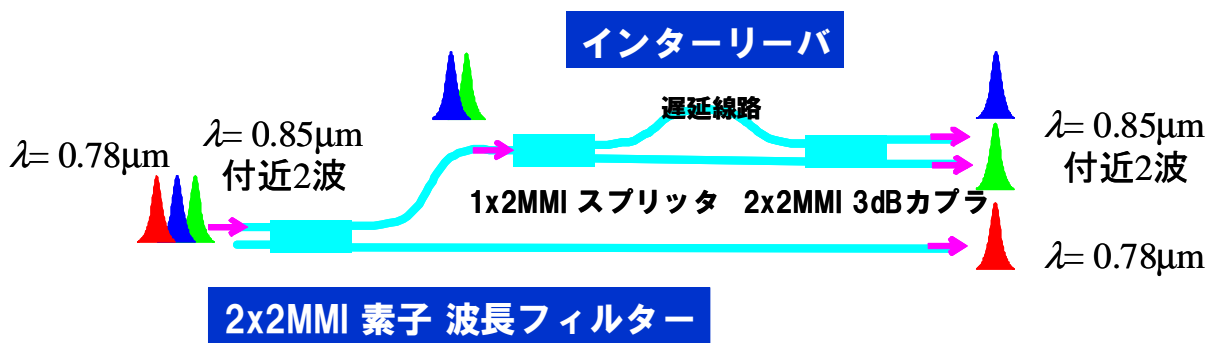 インターリーバ
遅延線路
λ= 0.78μm
λ= 0.85μm
付近2波
λ= 0.85μm
付近2波
1x2MMI スプリッタ
2x2MMI 3dBカプラ
λ= 0.78μm
2x2MMI 素子 波長フィルター